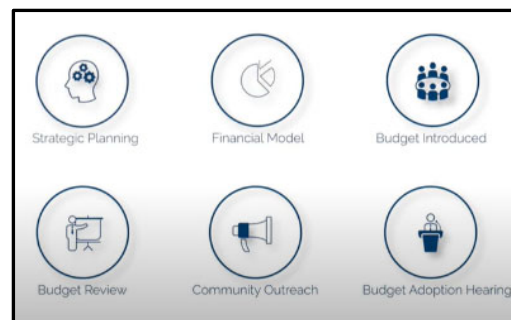 Strategic Planning
Financial Model
Budget Introduced
Budget Review
Community Outreach
Budget Adoption Hearing